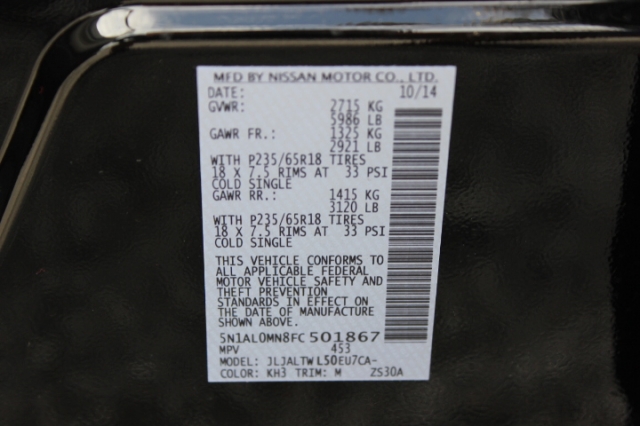 MFD BY NISSAN MOTOR CO., LTD.
DATE: 10/14
GVWR: 2715 KG
5986 LB
GAWR FR.: 1325 KG
2921 LB
WITH P235/65R18 TIRES
18 X 7.5 RIMS AT 33 PSI
COLD SINGLE
GAWR RR.: 1415 KG
3120 LB
WITH P235/65R18 TIRES
18 X 7.5 RIMS AT 33 PSI
COLD SINGLE
THIS VEHICLE CONFORMS TO
ALL APPLICABLE FEDERAL
MOTOR VEHICLE SAFETY AND
THEFT PREVENTION
STANDARDS IN EFFECT ON
THE DATE OF MANUFACTURE
SHOWN ABOVE.
5N1AL0MN8FC501867
MPV 453
MODEL: JLJALTWL50EU7CA-
COLOR: KH3 TRIM: M ZS30A